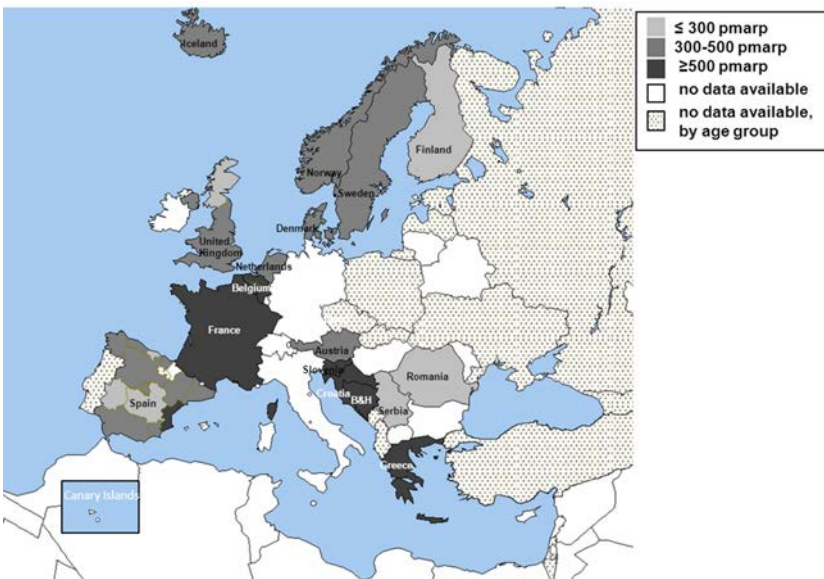 Iceland
≤ 300 pmarp
300-500 pmarp
≥500 pmarp
no data available
no data available,
by age group
Finland
Norway
Sweden
Denmark
United
Kingdom
Netherlands
Belgium
France
Austria
Slovenia
Croatia
B&H
Romania
Serbia
Spain
Greece
Canary Islands